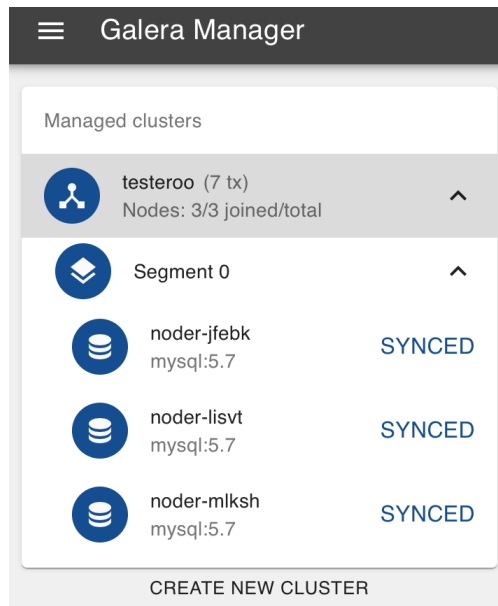 Galera Manager
Managed clusters
testeroo (7 tx)
Nodes: 3/3 joined/total
Segment 0
noder-jfebk
mysql:5.7
SYNCED
noder-lisvt
mysql:5.7
SYNCED
noder-mlksh
mysql:5.7
SYNCED
CREATE NEW CLUSTER